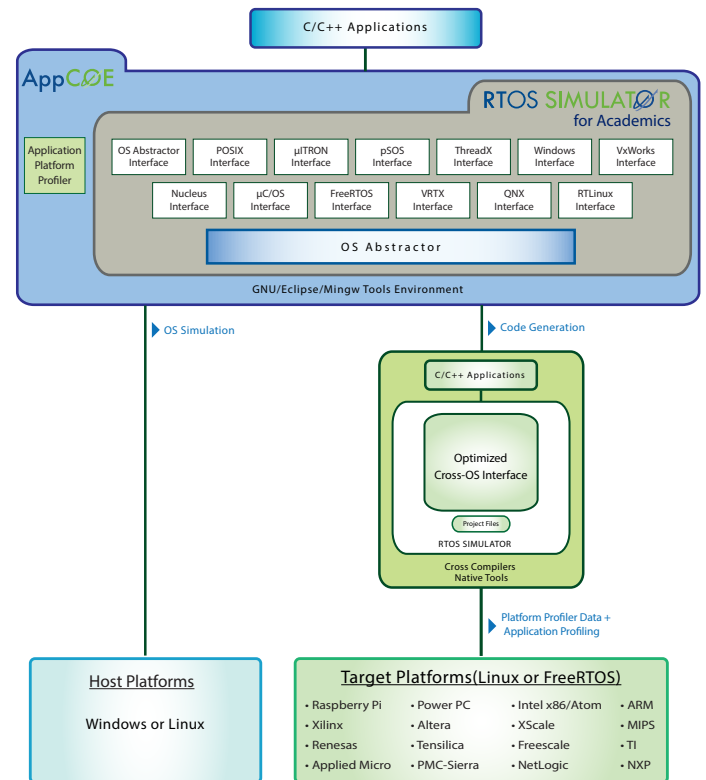 C/C++ Applications
AppCOE
RTOS SIMULATOR
for Academics
Application
Platform
Profiler
OS Abstractor
Interface
POSIX
Interface
µITRON
Interface
pSOS
Interface
ThreadX
Interface
Windows
Interface
VxWorks
Interface
Nucleus
Interface
µC/OS
Interface
FreeRTOS
Interface
VRTX
Interface
QNX
Interface
RTLinux
Interface
OS Abstractor
GNU/Eclipse/Mingw Tools Environment
OS Simulation
Code Generation
C/C++ Applications
Optimized
Cross-OS Interface
Project Files
RTOS SIMULATOR
Cross Compilers
Native Tools
Platform Profiler Data +
Application Profiling
Host Platforms
Windows or Linux
Target Platforms(Linux or FreeRTOS)
• Raspberry Pi
• Xilinx
• Renesas
• Applied Micro
• Power PC
• Altera
• Tensilica
• PMC-Sierra
• Intel x86/Atom
• XScale
• Freescale
• NetLogic
• ARM
• MIPS
• TI
• NXP